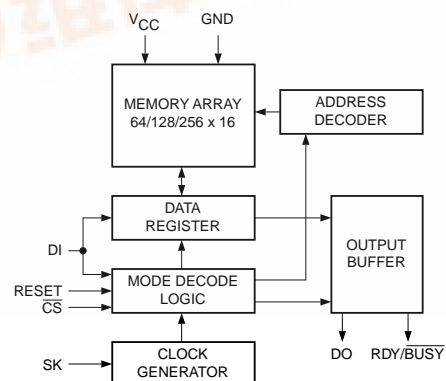 VCC GND
MEMORY ARRAY
64/128/256 x 16
ADDRESS
DECODER
DATA
REGISTER
DI
OUTPUT
BUFFER
MODE DECODE
LOGIC
RESET
CS
DO RDY/BUSY
SK
CLOCK
GENERATOR